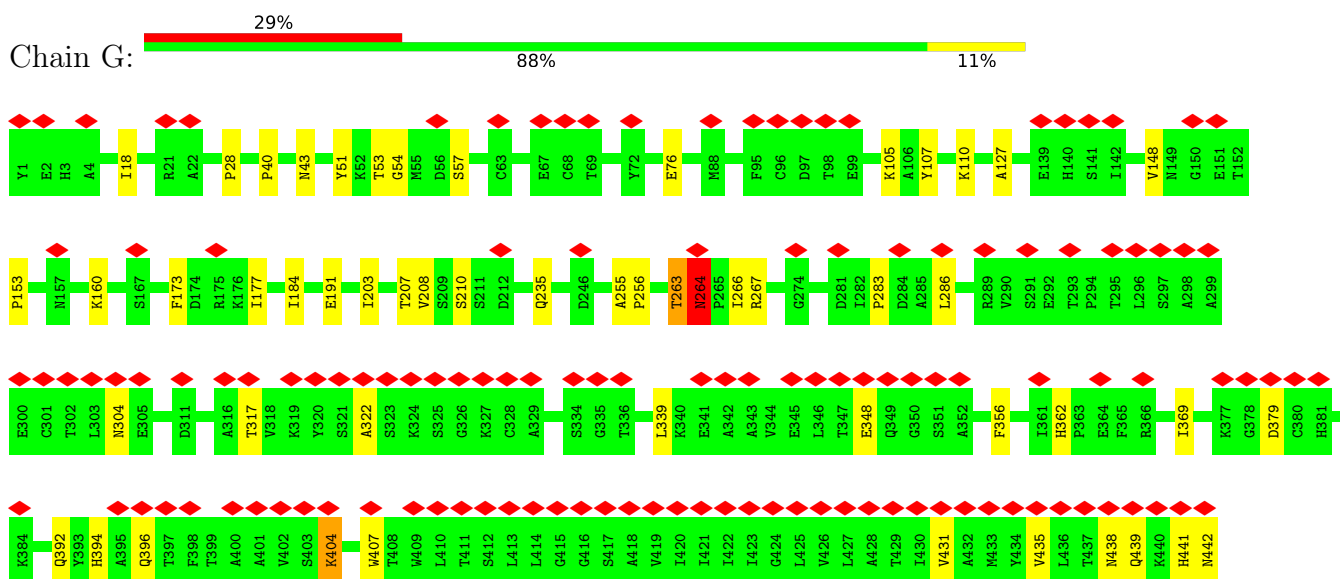 29%
Chain G:
88% 11%
Y1 E2 H3 A4 I18 R21 A22 P28 P40 N43 Y51 K52 T53 G54 M55 D56 S57 C63 E67 C68 T69 Y72 E76 M88 F95 C96 D97 T98 E99 K105 A106 Y107 K110 A127 E139 H140 S141 I142 V148 N149 G150 E151 T152
P153 N157 K160 S167 F173 D174 R175 K176 I177 I184 E191 I203 T207 V208 S209 S210 S211 D212 Q235 D246 A255 P256 T263 N264 P265 I266 R267 G274 D281 I282 P283 D284 A285 L286 R289 V290 S291 E292 T293 P294 T295 L296 S297 A298 A299
E300 C301 T302 L303 N304 E305 D311 A316 T317 V318 K319 Y320 S321 A322 S323 K324 S325 G326 K327 C328 A329 S334 G335 T336 L339 K340 E341 A342 A343 V344 E345 L346 T347 E348 Q349 G350 S351 A352 F356 I361 H362 P363 E364 F365 R366 I369 K377 G378 D379 C380 H381
K384 Q392 Y393 H394 A395 Q396 T397 F398 T399 A400 A401 V402 S403 K404 W407 T408 W409 L410 T411 S412 L413 L414 G415 G416 S417 A418 V419 I420 I421 I422 I423 G424 L425 V426 L427 A428 T429 I430 V431 A432 M433 Y434 V435 L436 T437 N438 Q439 K440 H441 N442